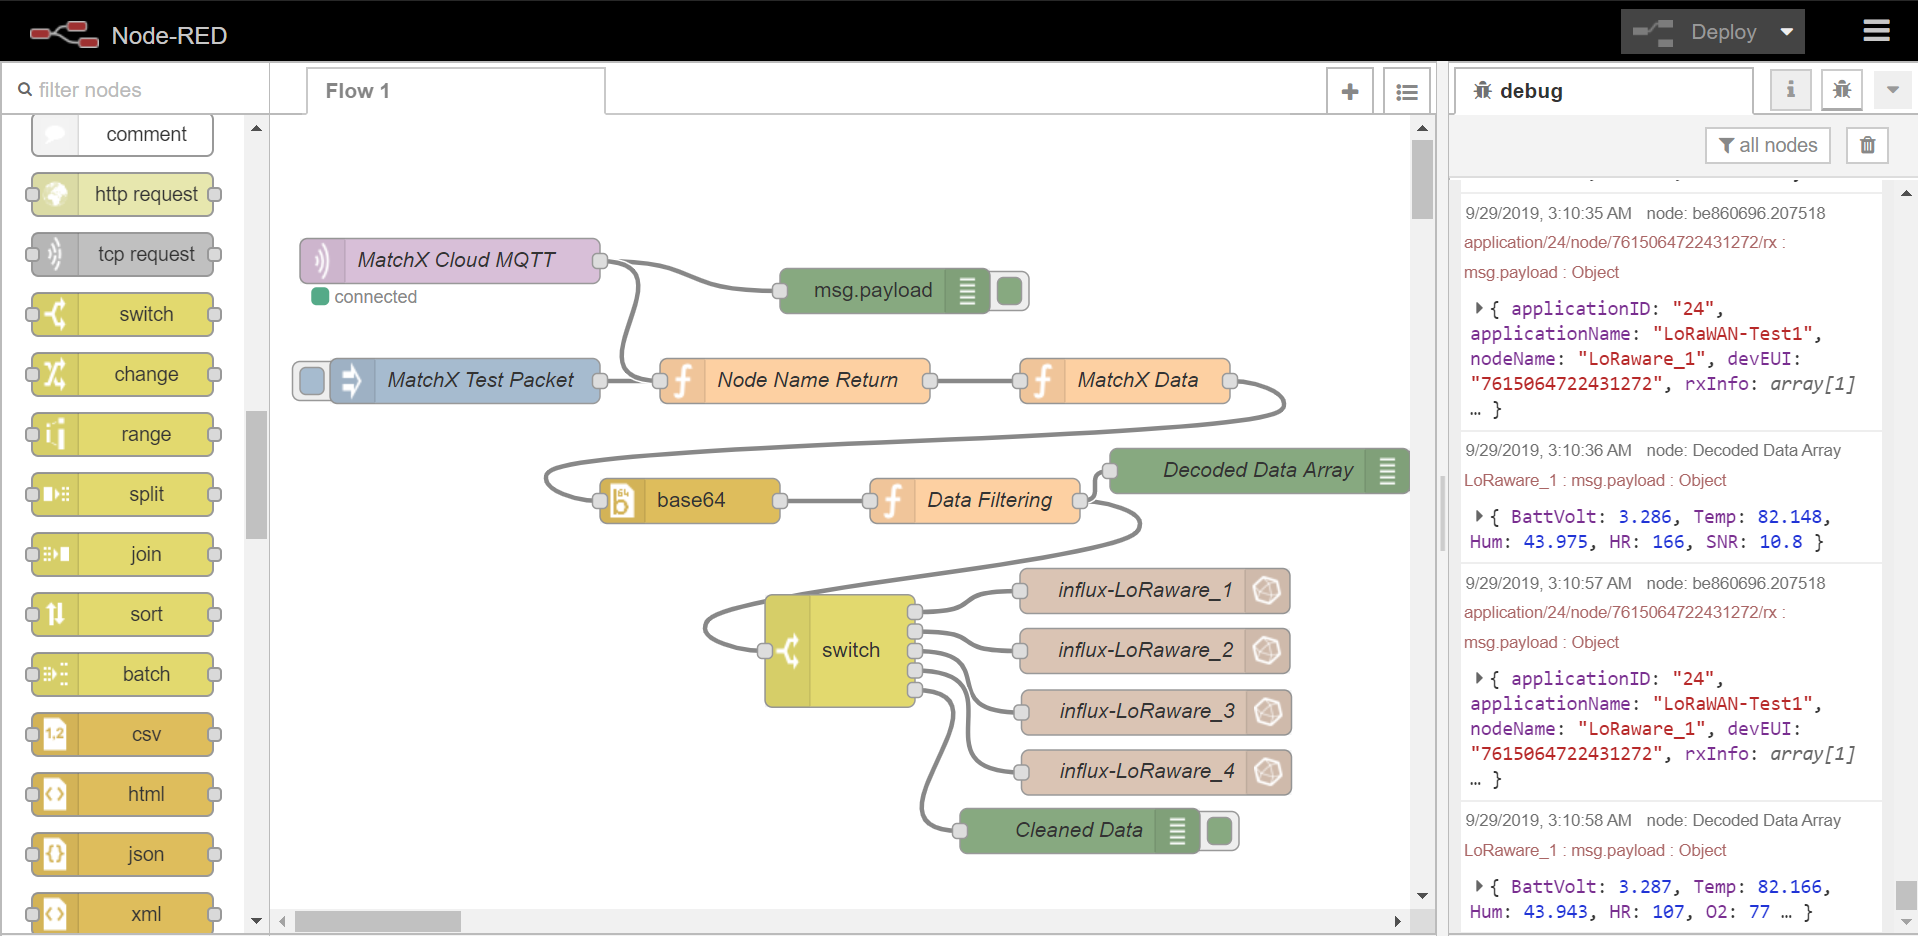 Node-RED
Deploy
filter nodes
comment
http request
tcp request
switch
change
range
split
join
sort
batch
1,2
csv
html
json
xml
Flow 1
MatchX Cloud MQTT
connected
msg.payload
MatchX Test Packet
Node Name Return
MatchX Data
64
base64
Data Filtering
Decoded Data Array
switch
influx-LoRaware_1
influx-LoRaware_2
influx-LoRaware_3
influx-LoRaware_4
Cleaned Data
debug
all nodes
9/29/2019, 3:10:35 AM node: be860696.207518
application/24/node/7615064722431272/rx :
msg.payload : Object
{ applicationID: "24",
applicationName: "LoRaWAN-Test1",
nodeName: "LoRaware_1", devEUI:
"7615064722431272", rxInfo: array[1]
… }
9/29/2019, 3:10:36 AM node: Decoded Data Array
LoRaware_1 : msg.payload : Object
{ BattVolt: 3.286, Temp: 82.148,
Hum: 43.975, HR: 166, SNR: 10.8 }
9/29/2019, 3:10:57 AM node: be860696.207518
application/24/node/7615064722431272/rx :
msg.payload : Object
{ applicationID: "24",
applicationName: "LoRaWAN-Test1",
nodeName: "LoRaware_1", devEUI:
"7615064722431272", rxInfo: array[1]
… }
9/29/2019, 3:10:58 AM node: Decoded Data Array
LoRaware_1 : msg.payload : Object
{ BattVolt: 3.287, Temp: 82.166,
Hum: 43.943, HR: 107, O2: 77 … }